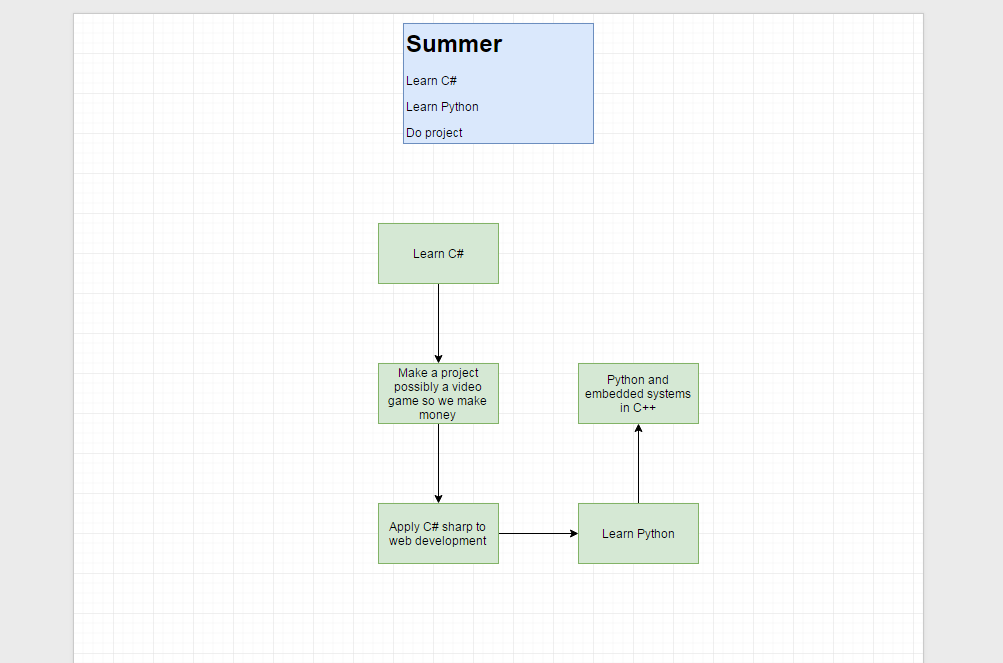 Summer
Learn C#
Learn Python
Do project
Learn C#
Make a project
possibly a video
game so we make
money
Python and
embedded systems
in C++
Apply C# sharp to
web development
Learn Python